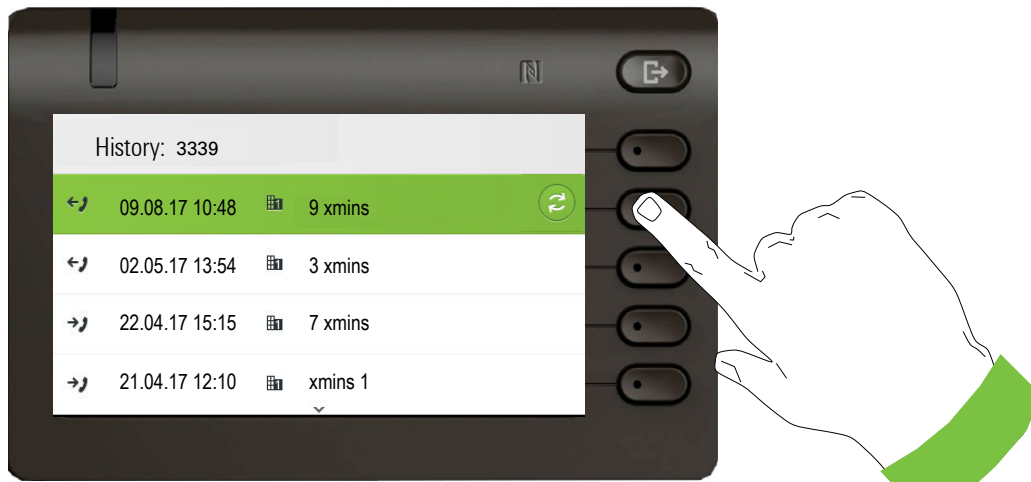 History: 3339
09.08.17 10:48 9 xmins
02.05.17 13:54 3 xmins
22.04.17 15:15 7 xmins
21.04.17 12:10 xmins 1